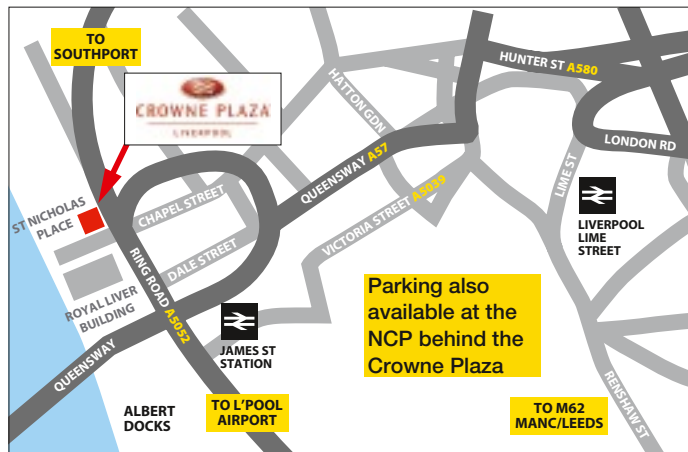 TO
SOUTHPORT
CROWNE PLAZA
LIVERPOOL
HUNTER ST A580
HATTON GDN
LONDON RD
QUEENSWAY A57
LIME ST
VICTORIA STREET A5039
LIVERPOOL
LIME
STREET
ST NICHOLAS
PLACE
CHAPEL STREET
DALE STREET
RING ROAD A5052
ROYAL LIVER
BUILDING
Parking also
available at the
NCP behind the
Crowne Plaza
JAMES ST
STATION
QUEENSWAY
RENSHAW ST
ALBERT
DOCKS
TO L'POOL
AIRPORT
TO M62
MANC/LEEDS